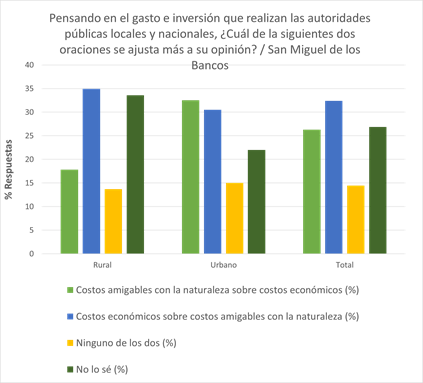 Pensando en el gasto e inversión que realizan las autoridades
públicas locales y nacionales, ¿Cuál de la siguientes dos
oraciones se ajusta más a su opinión? / San Miguel de los
Bancos
% Respuestas
40
35
30
25
20
15
10
5
0
Rural Urbano Total
Costos amigables con la naturaleza sobre costos económicos (%)
Costos económicos sobre costos amigables con la naturaleza (%)
Ninguno de los dos (%)
No lo sé (%)